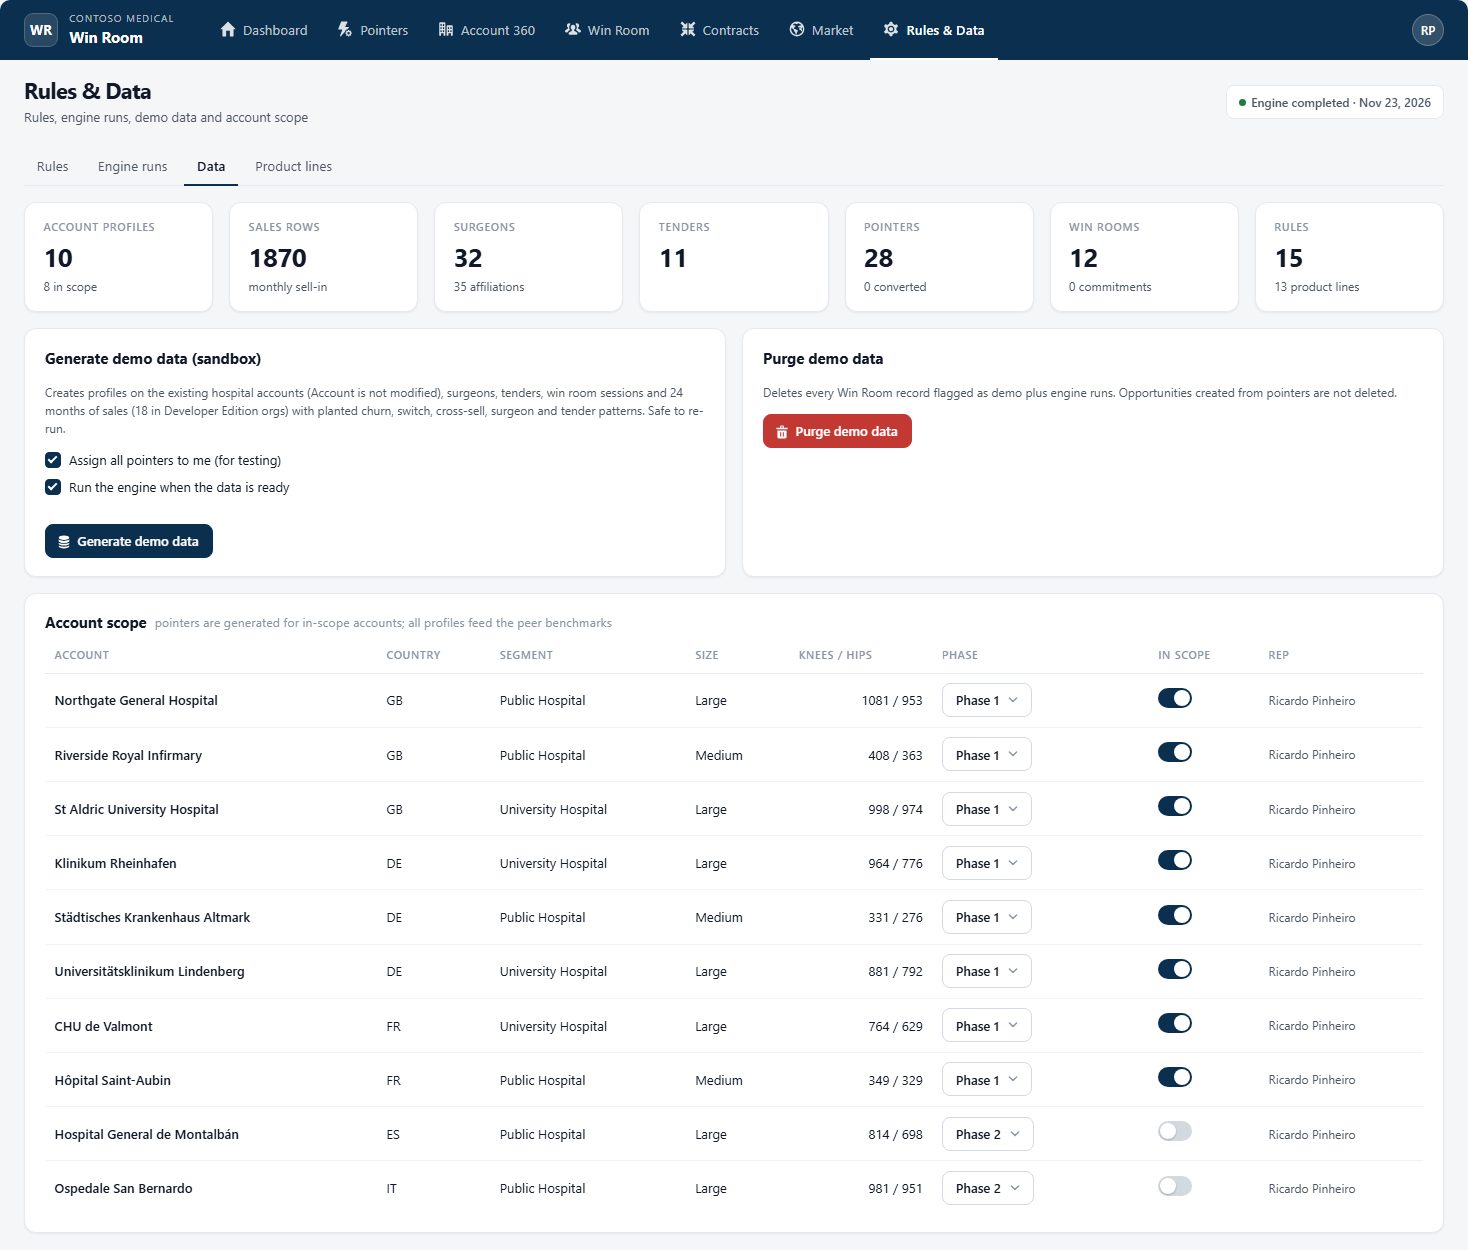 WR
CONTOSO MEDICAL
Win Room
Dashboard
Pointers
Account 360
Win Room
Contracts
Market
Rules & Data
RP
Rules & Data
Rules, engine runs, demo data and account scope
Engine completed · Nov 23, 2026
Rules
Engine runs
Data
Product lines
ACCOUNT PROFILES
10
8 in scope
SALES ROWS
1870
monthly sell-in
SURGEONS
32
35 affiliations
TENDERS
11
POINTERS
28
0 converted
WIN ROOMS
12
0 commitments
RULES
15
13 product lines
Generate demo data (sandbox)
Creates profiles on the existing hospital accounts (Account is not modified), surgeons, tenders, win room sessions and 24
months of sales (18 in Developer Edition orgs) with planted churn, switch, cross-sell, surgeon and tender patterns. Safe to re-
run.
Assign all pointers to me (for testing)
Run the engine when the data is ready
Generate demo data
Purge demo data
Deletes every Win Room record flagged as demo plus engine runs. Opportunities created from pointers are not deleted.
Purge demo data
Account scope pointers are generated for in-scope accounts; all profiles feed the peer benchmarks
ACCOUNT COUNTRY SEGMENT SIZE KNEES / HIPS PHASE IN SCOPE REP
Northgate General Hospital GB Public Hospital Large 1081 / 953 Phase 1 Ricardo Pinheiro
Riverside Royal Infirmary GB Public Hospital Medium 408 / 363 Phase 1 Ricardo Pinheiro
St Aldric University Hospital GB University Hospital Large 998 / 974 Phase 1 Ricardo Pinheiro
Klinikum Rheinhafen DE University Hospital Large 964 / 776 Phase 1 Ricardo Pinheiro
Städtisches Krankenhaus Altmark DE Public Hospital Medium 331 / 276 Phase 1 Ricardo Pinheiro
Universitätsklinikum Lindenberg DE University Hospital Large 881 / 792 Phase 1 Ricardo Pinheiro
CHU de Valmont FR University Hospital Large 764 / 629 Phase 1 Ricardo Pinheiro
Hôpital Saint-Aubin FR Public Hospital Medium 349 / 329 Phase 1 Ricardo Pinheiro
Hospital General de Montalbán ES Public Hospital Large 814 / 698 Phase 2 Ricardo Pinheiro
Ospedale San Bernardo IT Public Hospital Large 981 / 951 Phase 2 Ricardo Pinheiro